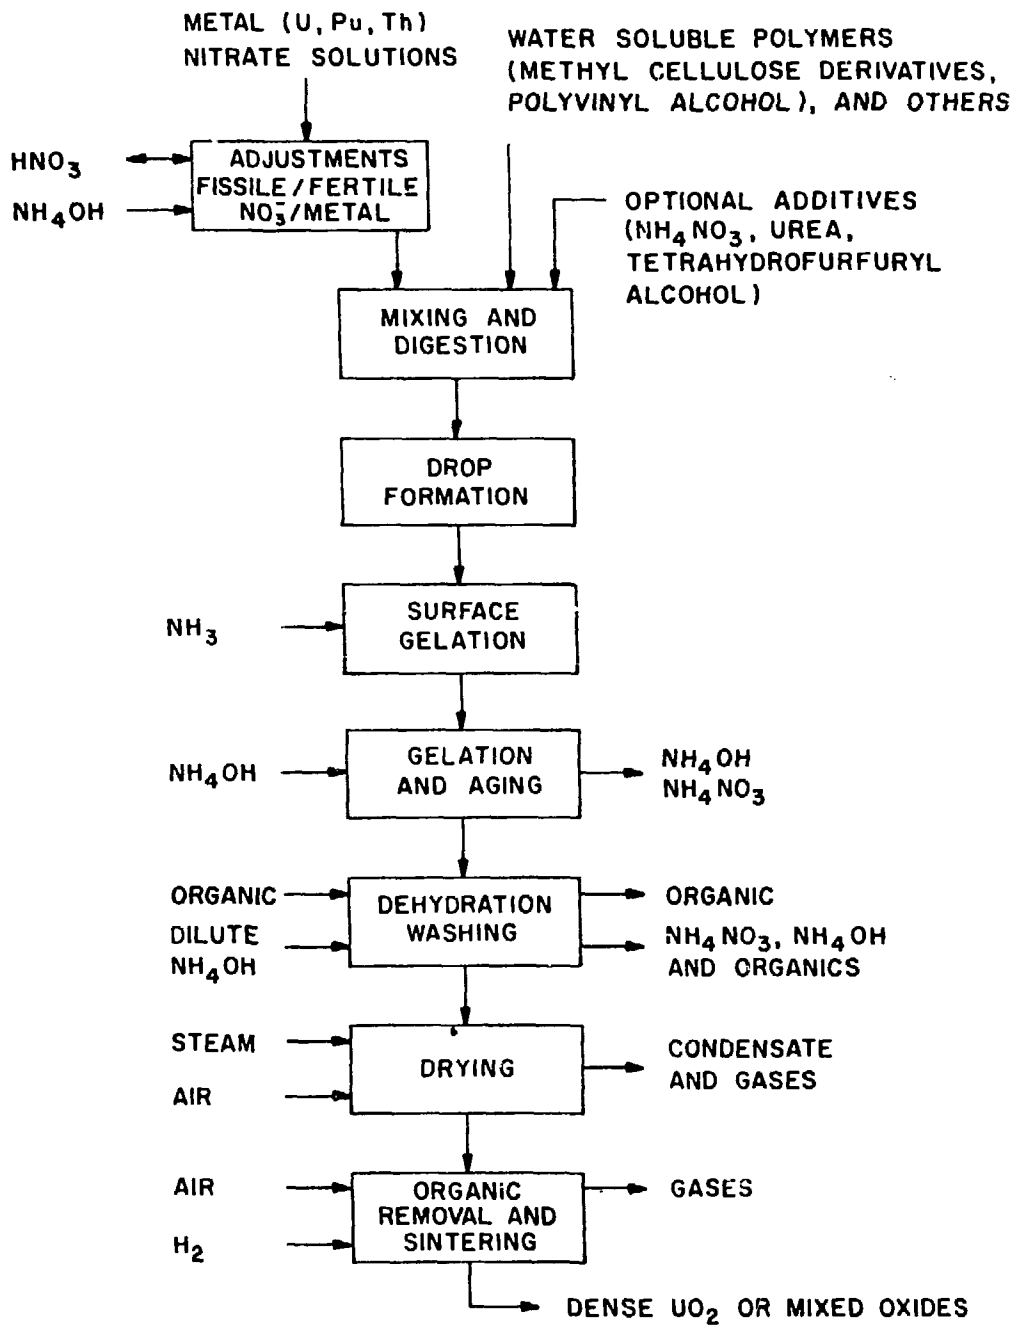 METAL (U, Pu, Th)
NITRATE SOLUTIONS
WATER SOLUBLE POLYMERS
(METHYL CELLULOSE DERIVATIVES,
POLYVINYL ALCOHOL), AND OTHERS
HNO3
NH4OH
ADJUSTMENTS
FISSILE/FERTILE
NO3⁻/METAL
OPTIONAL ADDITIVES
(NH4NO3, UREA,
TETRAHYDROFURFURYL
ALCOHOL)
MIXING AND
DIGESTION
DROP
FORMATION
NH3
SURFACE
GELATION
NH4OH
GELATION
AND AGING
NH4OH
NH4NO3
ORGANIC
DILUTE
NH4OH
DEHYDRATION
WASHING
ORGANIC
NH4NO3, NH4OH
AND ORGANICS
STEAM
AIR
DRYING
CONDENSATE
AND GASES
AIR
H2
ORGANIC
REMOVAL AND
SINTERING
GASES
DENSE UO2 OR MIXED OXIDES